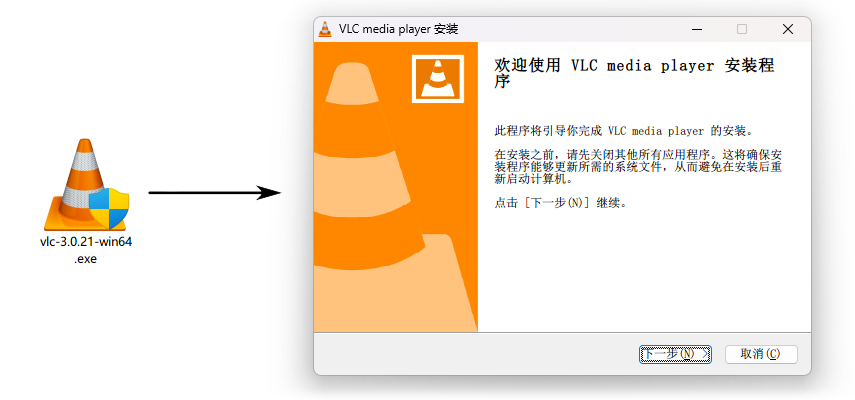 VLC media player 安装
欢迎使用 VLC media player 安装程
序
此程序将引导你完成 VLC media player 的安装。
在安装之前，请先关闭其他所有应用程序。这将确保安
装程序能够更新所需的系统文件，从而避免在安装后重
新启动计算机。
点击 [下一步(N)] 继续。
vlc-3.0.21-win64
.exe
下一步(N) >
取消(C)